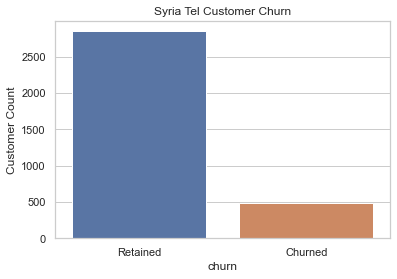 Syria Tel Customer Churn
Customer Count
2500
2000
1500
1000
500
0
Retained
Churned
churn